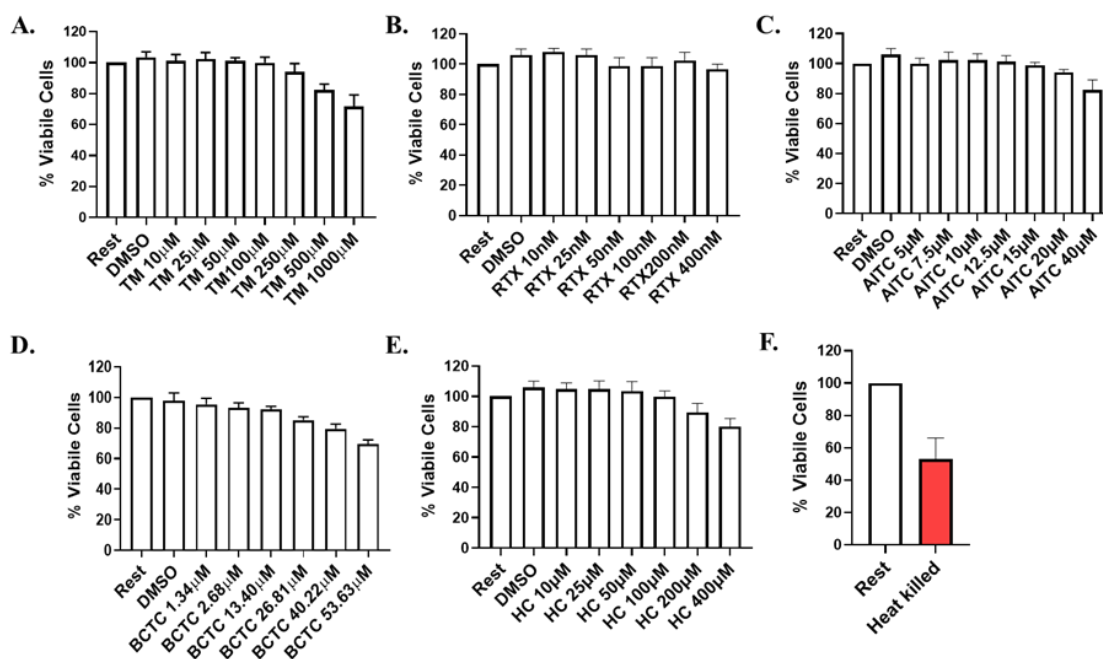 A.
% Viabile Cells
120
100
80
60
40
20
0
Rest
DMSO
TM 10μM
TM 25μM
TM 50μM
TM100μM
TM 250μM
TM 500μM
TM 1000μM
B.
% Viabile Cells
120
100
80
60
40
20
0
Rest
DMSO
RTX 10nM
RTX 25nM
RTX 50nM
RTX 100nM
RTX200nM
RTX 400nM
C.
% Viabile Cells
120
100
80
60
40
20
0
Rest
DMSO
AITC 5μM
AITC 7.5μM
AITC 10μM
AITC 12.5μM
AITC 15μM
AITC 20μM
AITC 40μM
D.
% Viabile Cells
120
100
80
60
40
20
0
Rest
DMSO
BCTC 1.34μM
BCTC 2.68μM
BCTC 13.40μM
BCTC 26.81μM
BCTC 40.22μM
BCTC 53.63μM
E.
% Viabile Cells
120
100
80
60
40
20
0
Rest
DMSO
HC 10μM
HC 25μM
HC 50μM
HC 100μM
HC 200μM
HC 400μM
F.
% Viabile Cells
120
100
80
60
40
20
0
Rest
Heat killed